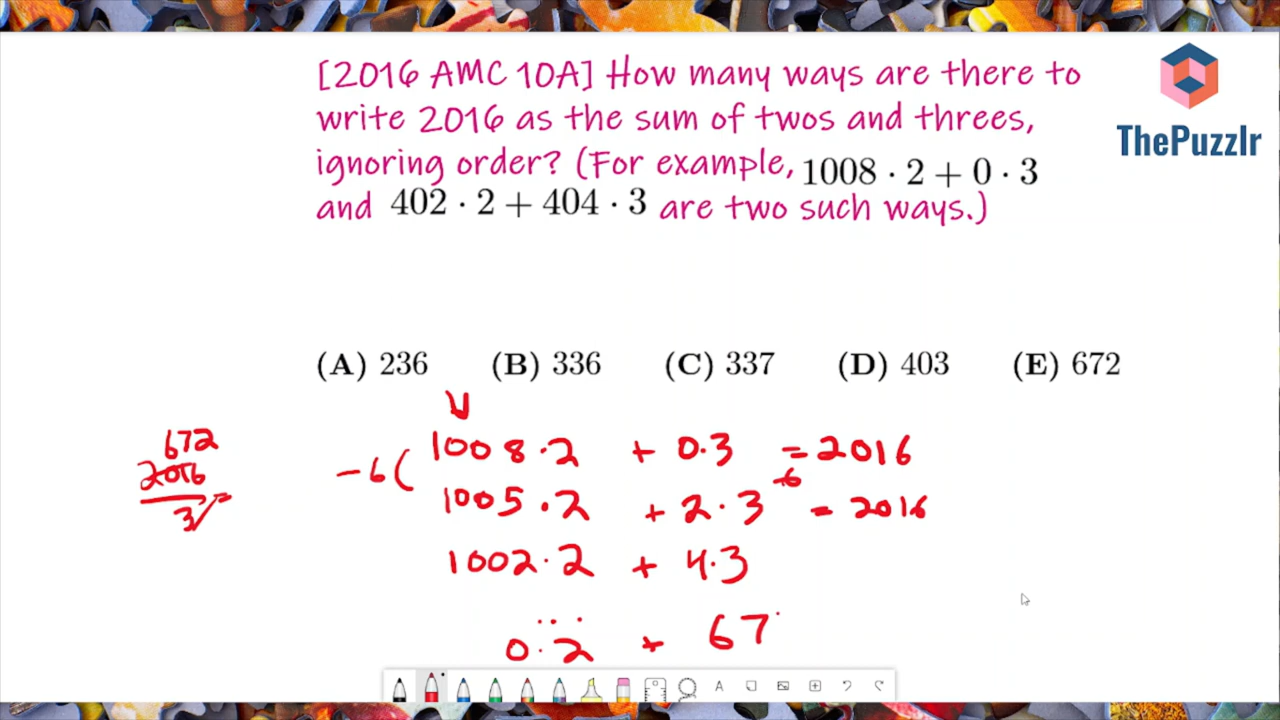 [2016 AMC 10A] How many ways are there to
write 2016 as the sum of twos and threes,
ignoring order? (For example, 1008 · 2 + 0 · 3
and 402 · 2 + 404 · 3 are two such ways.)
ThePuzzlr
(A) 236 (B) 336 (C) 337 (D) 403 (E) 672
672
2016
3
-6( 1008·2 + 0·3 = 2016
+6
1005·2 + 2·3 = 2016
1002·2 + 4·3
...
0·2 + 67
A